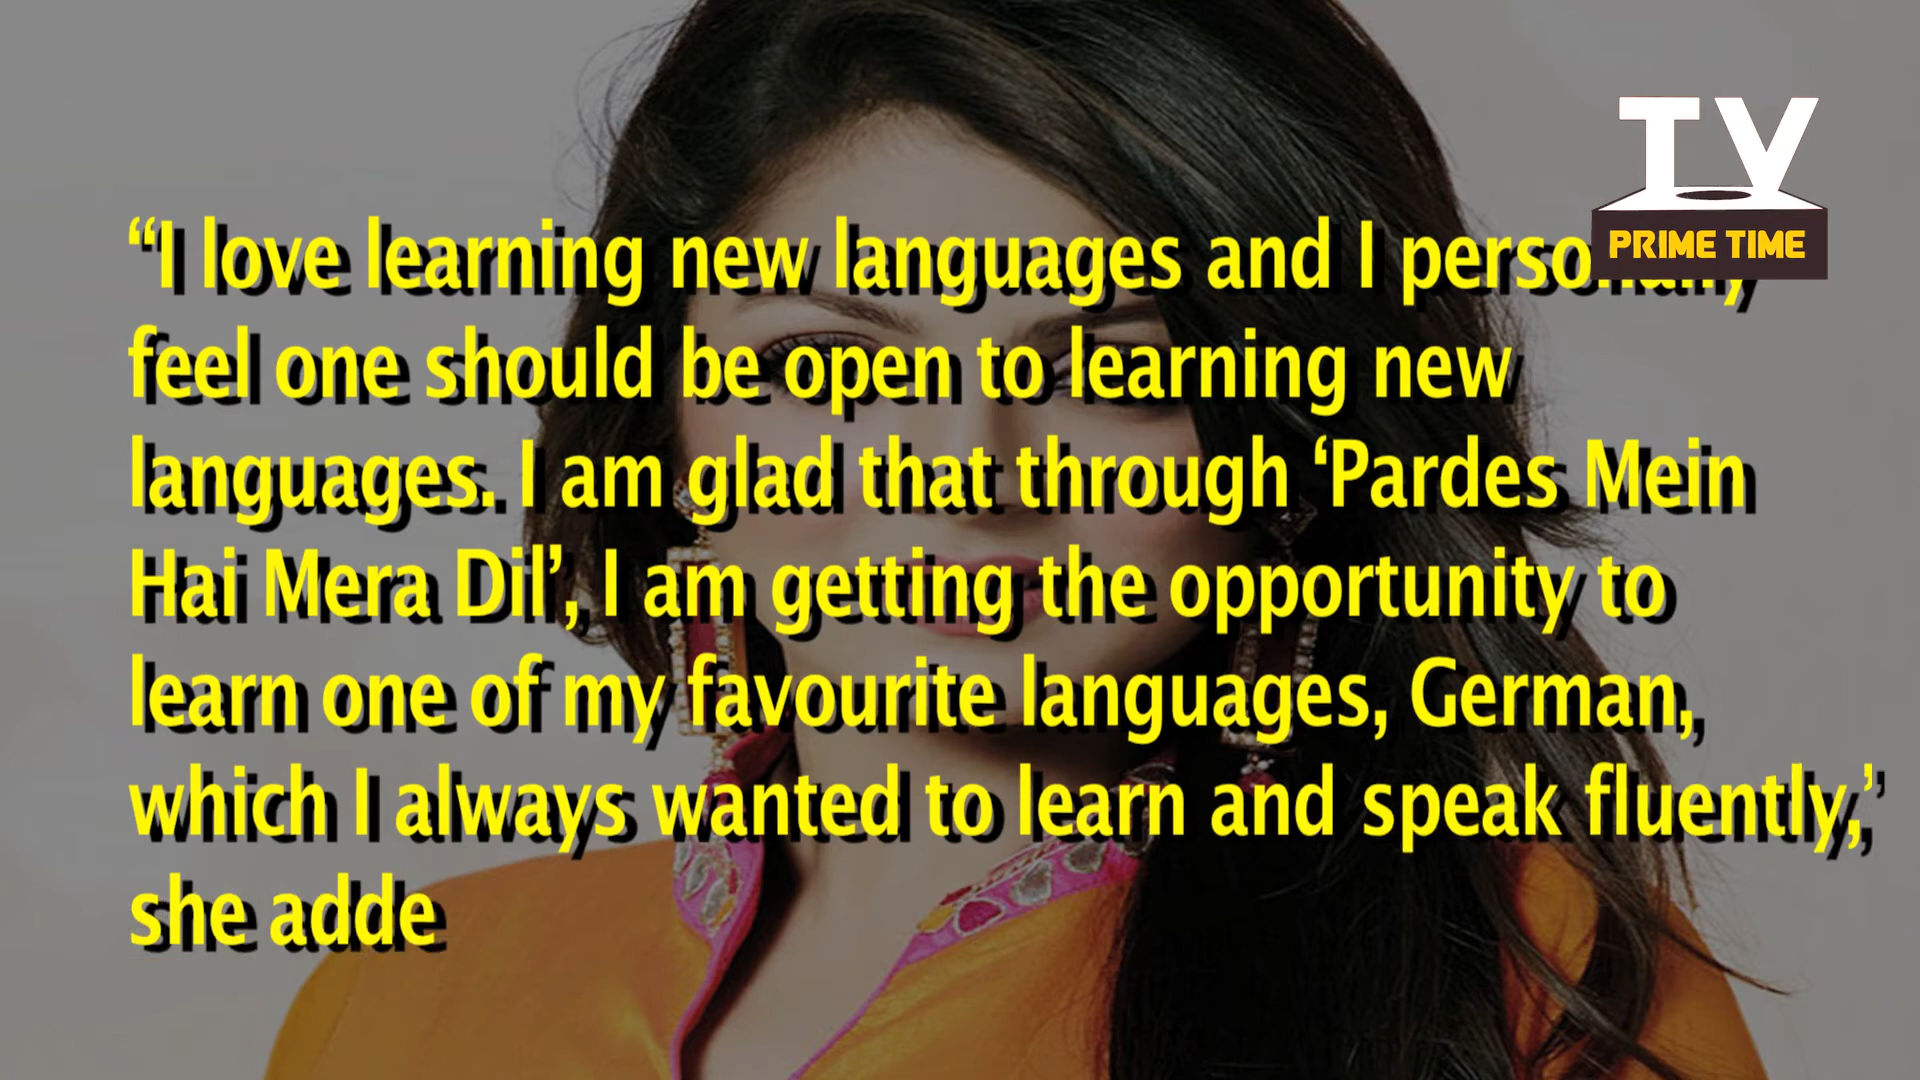 “I love learning new languages and I personally
feel one should be open to learning new
languages. I am glad that through ‘Pardes Mein
Hai Mera Dil’, I am getting the opportunity to
learn one of my favourite languages, German,
which I always wanted to learn and speak fluently,”
she adde
TV
PRIME TIME